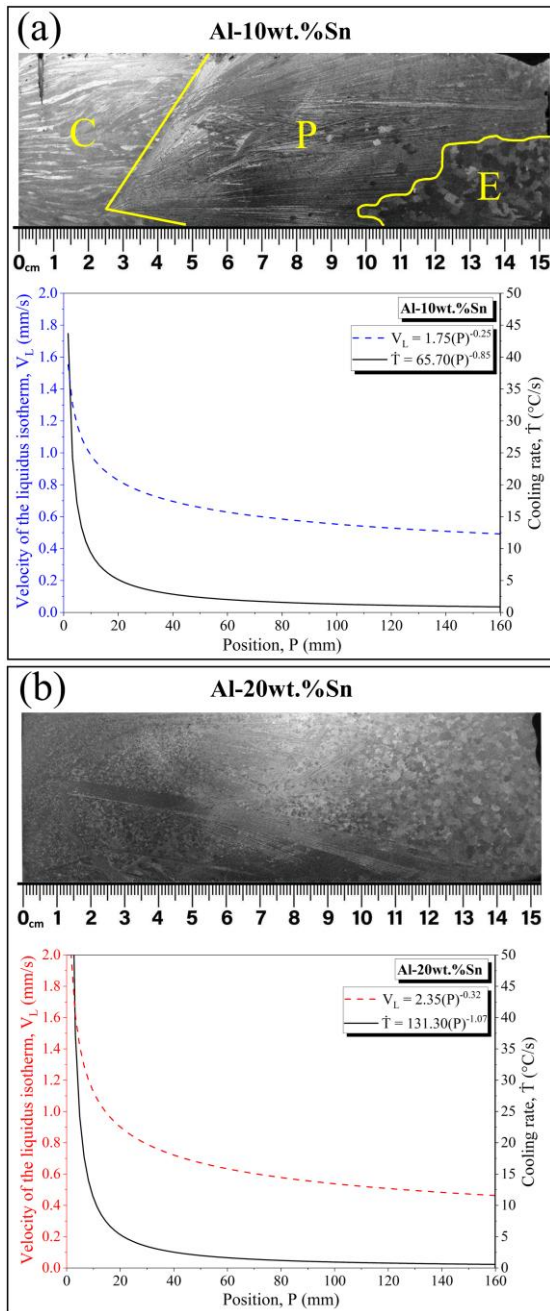 (a)
Al-10wt.%Sn
C
P
E
0cm 1 2 3 4 5 6 7 8 9 10 11 12 13 14 15
Velocity of the liquidus isotherm, V_L (mm/s)
2.0
1.8
1.6
1.4
1.2
1.0
0.8
0.6
0.4
0.2
0.0
Al-10wt.%Sn
V_L = 1.75(P)^-0.25
Ṫ = 65.70(P)^-0.85
50
45
40
35
30
25
20
15
10
5
0
Cooling rate, Ṫ (°C/s)
0 20 40 60 80 100 120 140 160
Position, P (mm)
(b)
Al-20wt.%Sn
0cm 1 2 3 4 5 6 7 8 9 10 11 12 13 14 15
Velocity of the liquidus isotherm, V_L (mm/s)
2.0
1.8
1.6
1.4
1.2
1.0
0.8
0.6
0.4
0.2
0.0
Al-20wt.%Sn
V_L = 2.35(P)^-0.32
Ṫ = 131.30(P)^-1.07
50
45
40
35
30
25
20
15
10
5
0
Cooling rate, Ṫ (°C/s)
0 20 40 60 80 100 120 140 160
Position, P (mm)